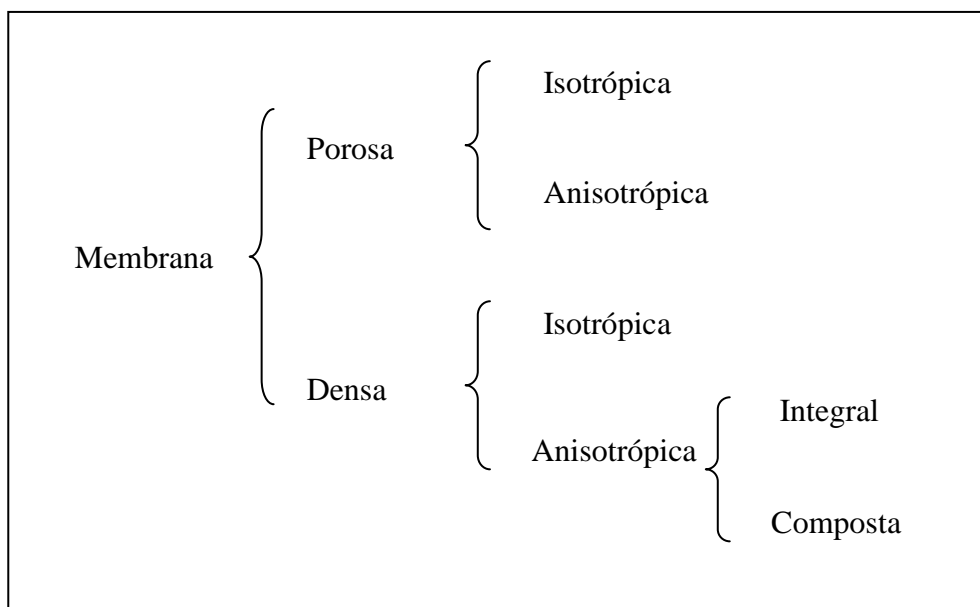 Membrana
Porosa
Isotrópica
Anisotrópica
Densa
Isotrópica
Anisotrópica
Integral
Composta